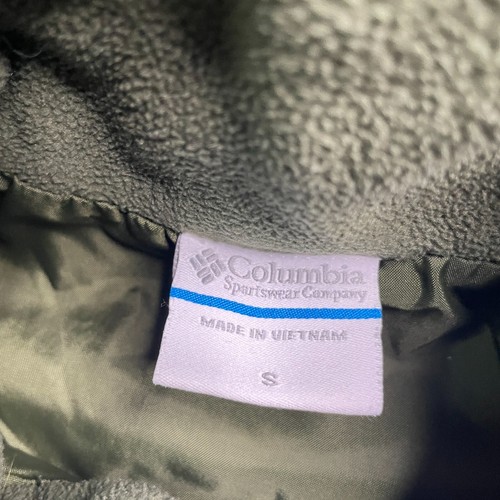 Columbia
Sportswear Company
MADE IN VIETNAM
S